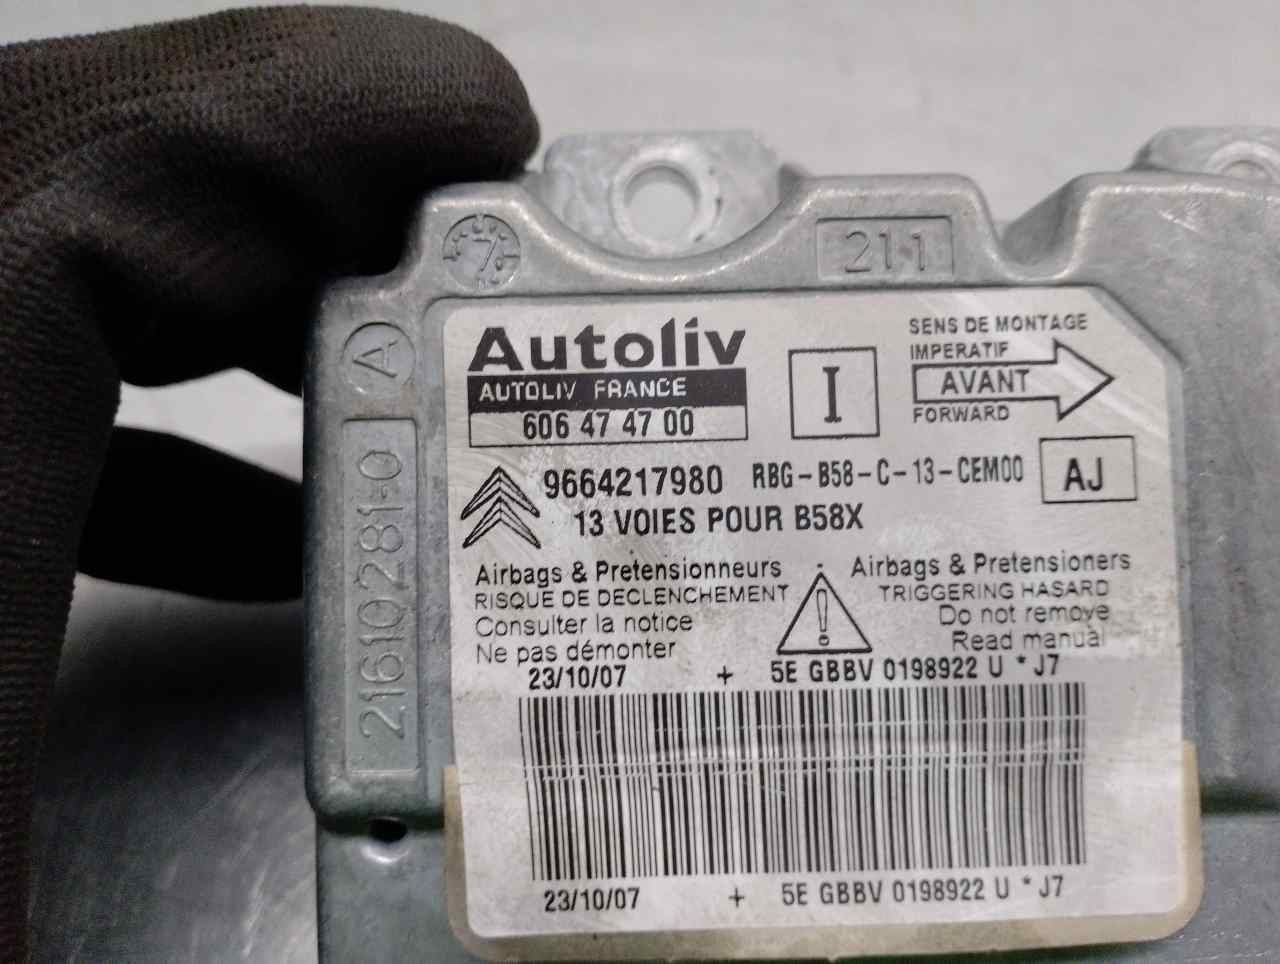 7
211
A
21610281-0
Autoliv
AUTOLIV FRANCE
606 47 47 00
I
SENS DE MONTAGE
IMPERATIF
AVANT
FORWARD
9664217980 RBG-B58-C-13-CEM00 AJ
13 VOIES POUR B58X
Airbags & Pretensionneurs
RISQUE DE DECLENCHEMENT
Consulter la notice
Ne pas démonter
Airbags & Pretensioners
TRIGGERING HASARD
Do not remove
Read manual
23/10/07 + 5E GBBV 0198922 U * J7
23/10/07 + 5E GBBV 0198922 U * J7